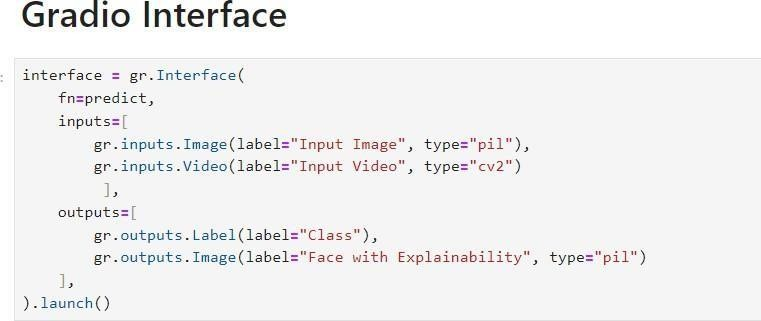 Gradio Interface
:
interface = gr.Interface(
    fn=predict,
    inputs=[
        gr.inputs.Image(label="Input Image", type="pil"),
        gr.inputs.Video(label="Input Video", type="cv2")
         ],
    outputs=[
        gr.outputs.Label(label="Class"),
        gr.outputs.Image(label="Face with Explainability", type="pil")
    ],
).launch()